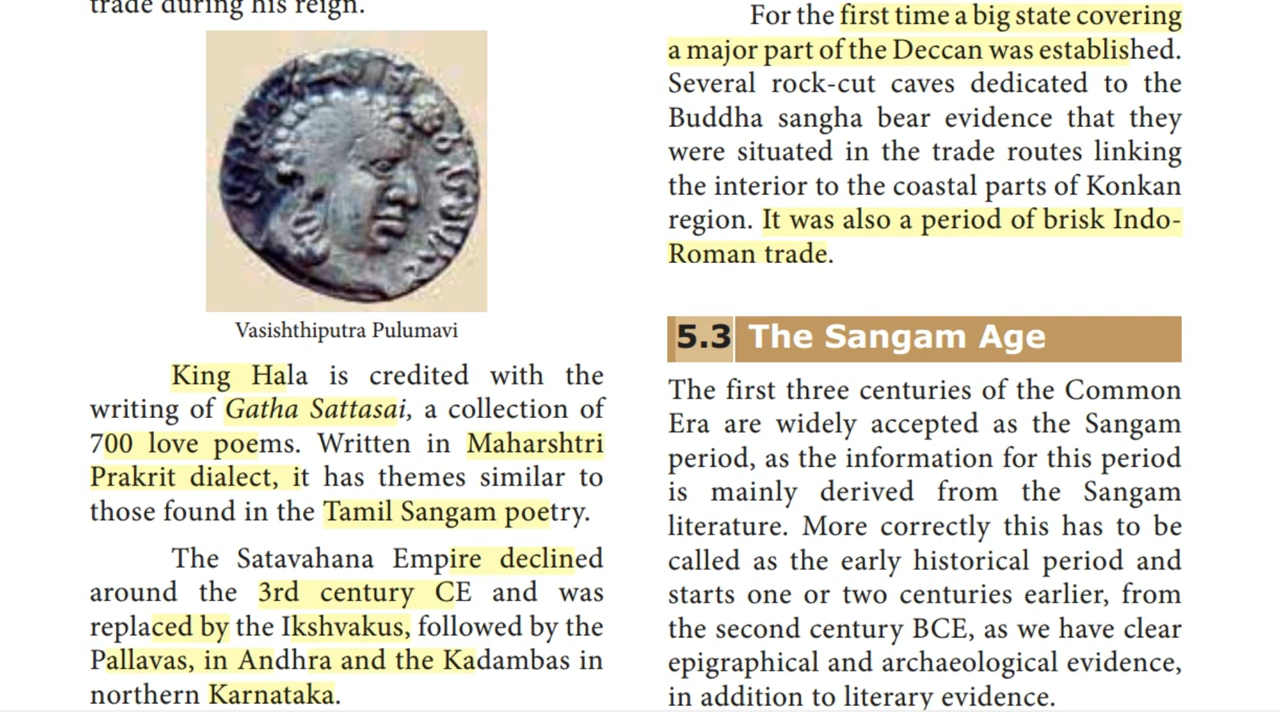 trade during his reign.
Vasishthiputra Pulumavi
King Hala is credited with the
writing of Gatha Sattasai, a collection of
700 love poems. Written in Maharshtri
Prakrit dialect, it has themes similar to
those found in the Tamil Sangam poetry.
The Satavahana Empire declined
around the 3rd century CE and was
replaced by the Ikshvakus, followed by the
Pallavas, in Andhra and the Kadambas in
northern Karnataka.
For the first time a big state covering
a major part of the Deccan was established.
Several rock-cut caves dedicated to the
Buddha sangha bear evidence that they
were situated in the trade routes linking
the interior to the coastal parts of Konkan
region. It was also a period of brisk Indo-
Roman trade.
5.3 The Sangam Age
The first three centuries of the Common
Era are widely accepted as the Sangam
period, as the information for this period
is mainly derived from the Sangam
literature. More correctly this has to be
called as the early historical period and
starts one or two centuries earlier, from
the second century BCE, as we have clear
epigraphical and archaeological evidence,
in addition to literary evidence.